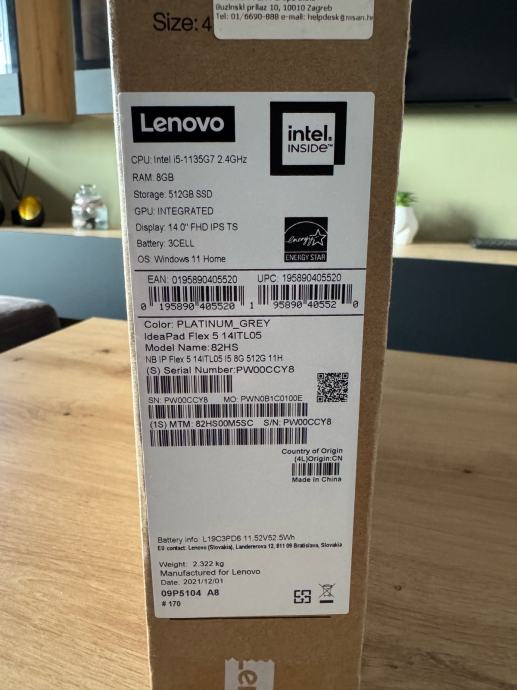 Buzinski prilaz 10, 10010 Zagreb
Size: 4
Tel: 01/6690-888 e-mail: helpdesk@msan.h
Lenovo
intel.
INSIDE™
CPU: Intel i5-1135G7 2.4GHz
RAM: 8GB
Storage: 512GB SSD
GPU: INTEGRATED
Display: 14.0" FHD IPS TS
Battery: 3CELL
OS: Windows 11 Home
energy
ENERGY STAR
EAN: 0195890405520 UPC: 195890405520
0 195890 405520 1 95890 40552 0
Color: PLATINUM_GREY
IdeaPad Flex 5 14ITL05
Model Name: 82HS
NB IP Flex 5 14ITL05 I5 8G 512G 11H
(S) Serial Number:PW00CCY8
SN: PW00CCY8 MO: PWN0B1C0100E
(1S) MTM: 82HS00M5SC S/N: PW00CCY8
Country of Origin
(4L)Origin:CN
Made in China
Battery info: L19C3PD6 11.52V52.5Wh
EU contact: Lenovo (Slovakia), Landererova 12, 811 09 Bratislava, Slovakia
Weight: 2.322 kg
Manufactured for Lenovo
Date: 2021/12/01
09P5104 A8
# 170